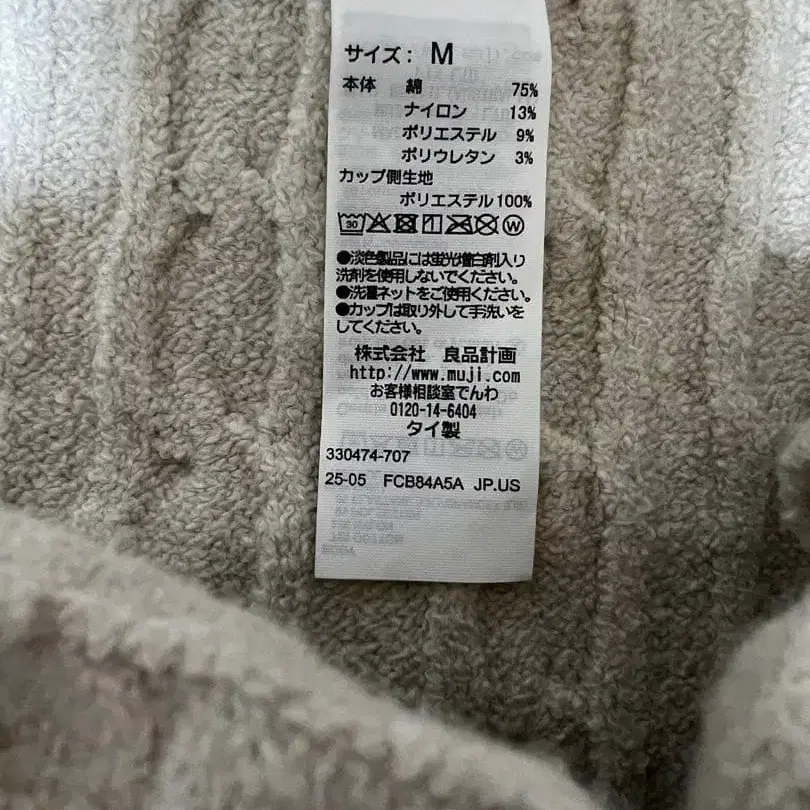 サイズ: M
本体 綿 75%
ナイロン 13%
ポリエステル 9%
ポリウレタン 3%
カップ側生地
ポリエステル100%
30
●淡色製品には蛍光増白剤入り
洗剤を使用しないでください。
●洗濯ネットをご使用ください。
●カップは取り外して手洗いを
してください。
株式会社 良品計画
http://www.muji.com
お客様相談室でんわ
0120-14-6404
タイ製
330474-707
25-05 FCB84A5A JP.US